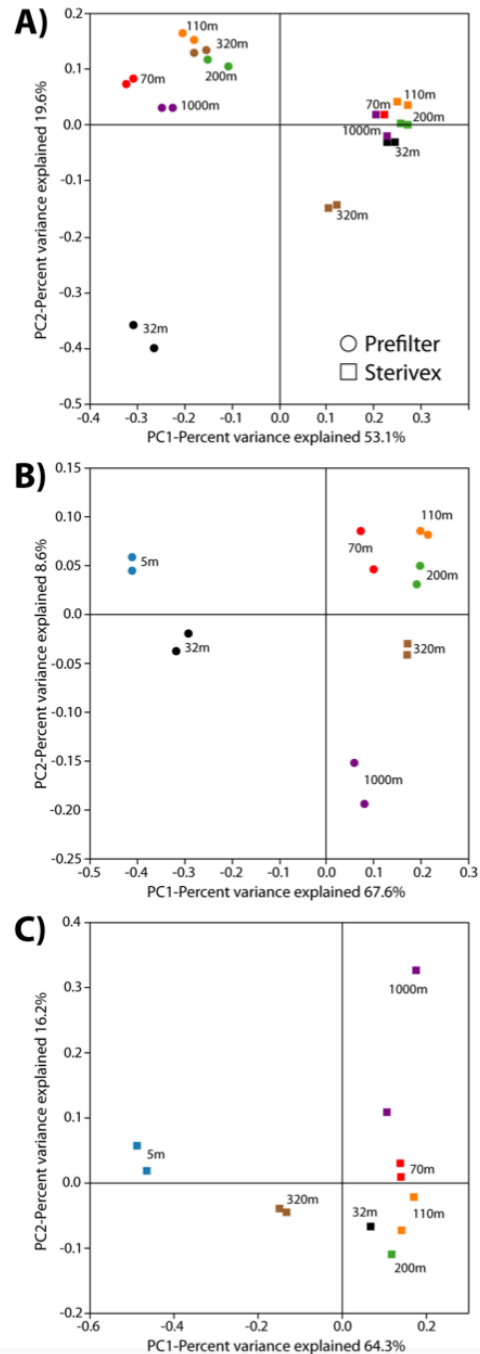 A)
0.2
110m
320m
0.1
70m
200m
1000m
110m
70m
200m
0.0
1000m
32m
-0.1
320m
-0.2
-0.3
32m
Prefilter
-0.4
Sterivex
-0.5
-0.4 -0.3 -0.2 -0.1 0.0 0.1 0.2 0.3
PC1-Percent variance explained 53.1%
PC2-Percent variance explained 19.6%
B)
0.15
110m
0.10
70m
5m
0.05
200m
0.0
32m
320m
-0.05
-0.10
-0.15
1000m
-0.20
-0.25
-0.5 -0.4 -0.3 -0.2 -0.1 0.0 0.1 0.2 0.3
PC1-Percent variance explained 67.6%
PC2-Percent variance explained 8.6%
C)
0.4
0.3
1000m
0.2
0.1
5m
70m
0.0
320m
32m
110m
-0.1
200m
-0.2
-0.6 -0.4 -0.2 0.0 0.2
PC1-Percent variance explained 64.3%
PC2-Percent variance explained 16.2%